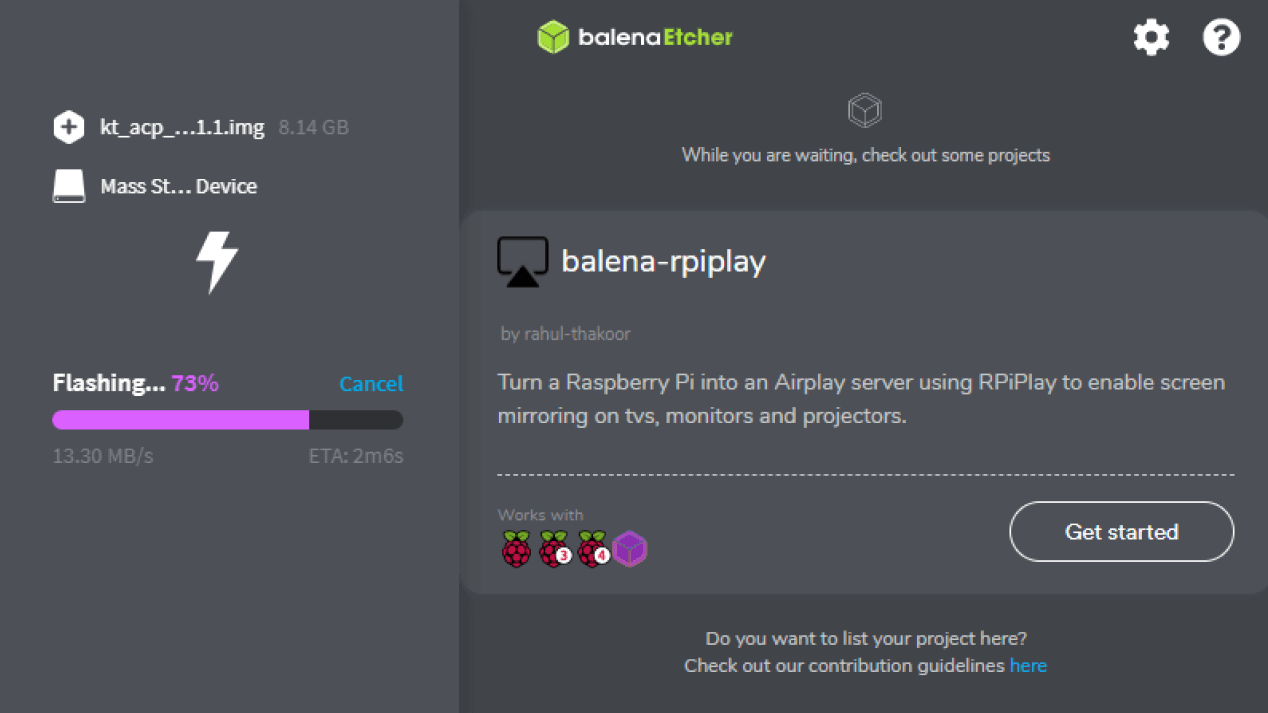 balenaEtcher
kt_acp_...1.1.img 8.14 GB
Mass St... Device
Flashing... 73% Cancel
13.30 MB/s ETA: 2m6s
While you are waiting, check out some projects
balena-rpiplay
by rahul-thakoor
Turn a Raspberry Pi into an Airplay server using RPiPlay to enable screen
mirroring on tvs, monitors and projectors.
Works with
3 4
Get started
Do you want to list your project here?
Check out our contribution guidelines here